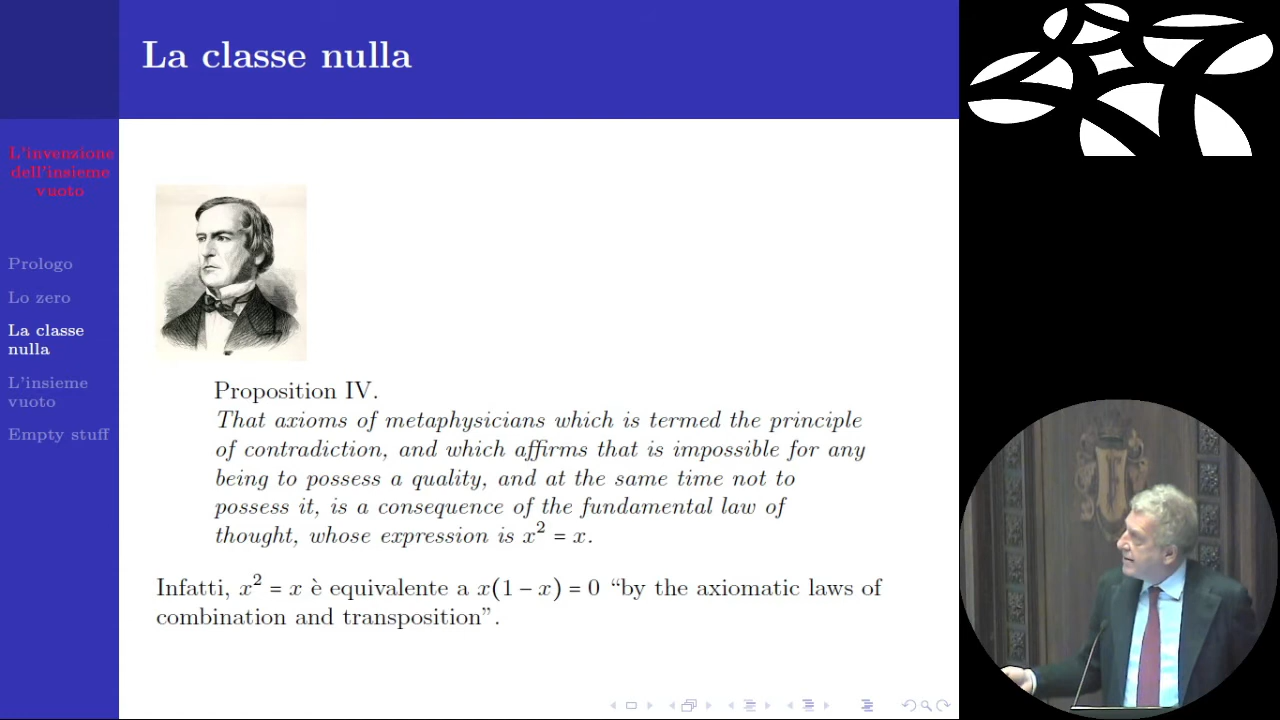 La classe nulla
L'invenzione
dell'insieme
vuoto
Prologo
Lo zero
La classe
nulla
L'insieme
vuoto
Empty stuff
Proposition IV.
That axioms of metaphysicians which is termed the principle
of contradiction, and which affirms that is impossible for any
being to possess a quality, and at the same time not to
possess it, is a consequence of the fundamental law of
thought, whose expression is x² = x.
Infatti, x² = x è equivalente a x(1 − x) = 0 “by the axiomatic laws of
combination and transposition”.